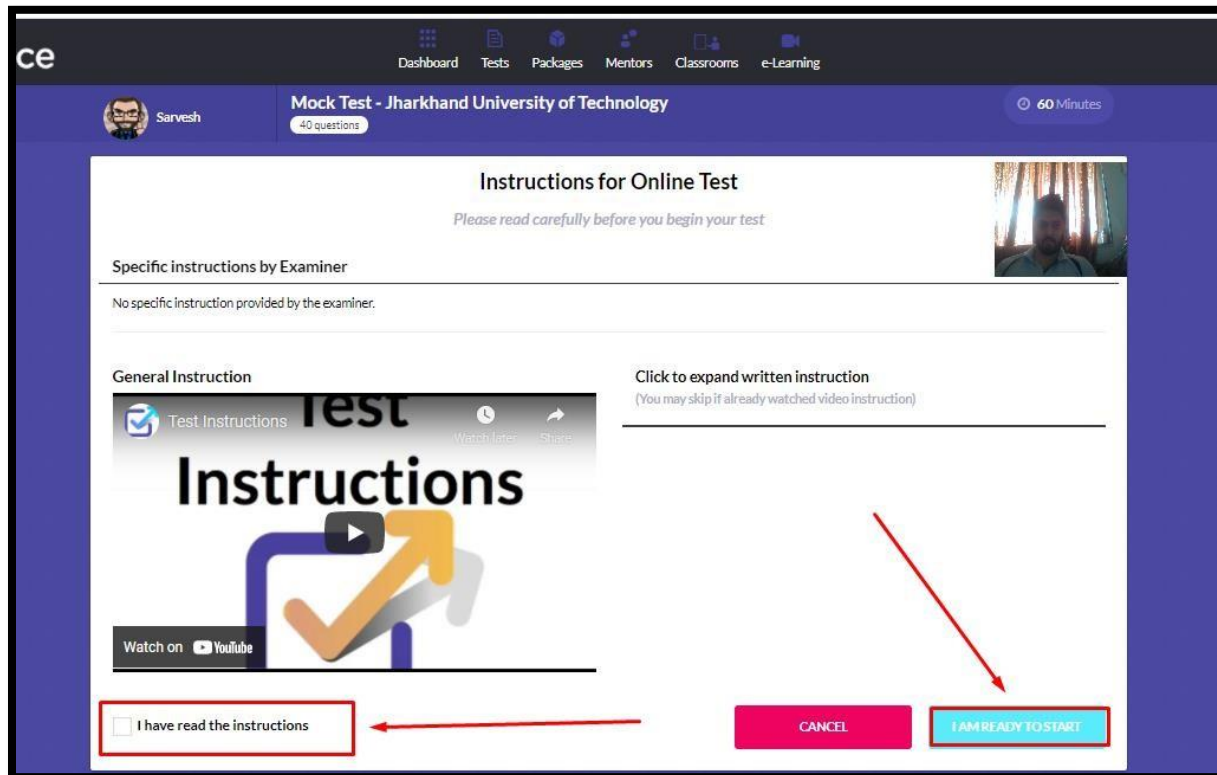 ce
Dashboard Tests Packages Mentors Classrooms e-Learning
Sarvesh
Mock Test - Jharkhand University of Technology
40 questions
60 Minutes
Instructions for Online Test
Please read carefully before you begin your test
Specific instructions by Examiner
No specific instruction provided by the examiner.
General Instruction
Click to expand written instruction
(You may skip if already watched video instruction)
Test Instructions
Watch later Share
Test
Instructions
Watch on YouTube
I have read the instructions
CANCEL
I AM READY TO START